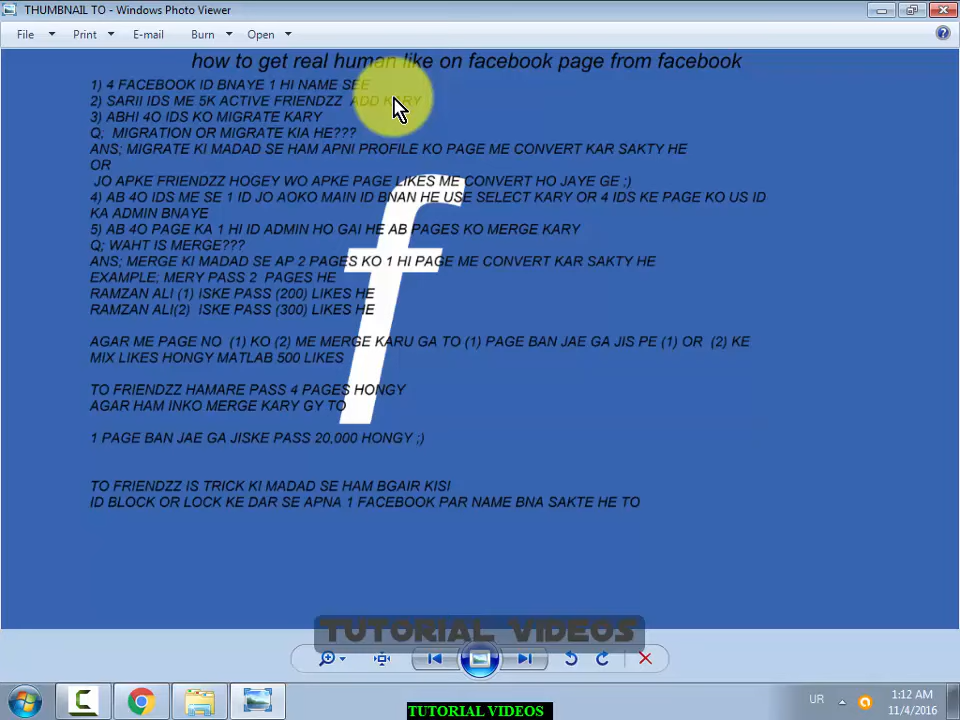 THUMBNAIL TO - Windows Photo Viewer
File Print E-mail Burn Open
how to get real human like on facebook page from facebook
1) 4 FACEBOOK ID BNAYE 1 HI NAME SEE
2) SARII IDS ME 5K ACTIVE FRIENDZZ ADD KARY
3) ABHI 4O IDS KO MIGRATE KARY
Q; MIGRATION OR MIGRATE KIA HE???
ANS; MIGRATE KI MADAD SE HAM APNI PROFILE KO PAGE ME CONVERT KAR SAKTY HE
OR
JO APKE FRIENDZZ HOGEY WO APKE PAGE LIKES ME CONVERT HO JAYE GE ;)
4) AB 4O IDS ME SE 1 ID JO AOKO MAIN ID BNAN HE USE SELECT KARY OR 4 IDS KE PAGE KO US ID
KA ADMIN BNAYE
5) AB 4O PAGE KA 1 HI ID ADMIN HO GAI HE AB PAGES KO MERGE KARY
Q; WAHT IS MERGE???
ANS; MERGE KI MADAD SE AP 2 PAGES KO 1 HI PAGE ME CONVERT KAR SAKTY HE
EXAMPLE; MERY PASS 2 PAGES HE
RAMZAN ALI (1) ISKE PASS (200) LIKES HE
RAMZAN ALI(2) ISKE PASS (300) LIKES HE
AGAR ME PAGE NO (1) KO (2) ME MERGE KARU GA TO (1) PAGE BAN JAE GA JIS PE (1) OR (2) KE
MIX LIKES HONGY MATLAB 500 LIKES
TO FRIENDZZ HAMARE PASS 4 PAGES HONGY
AGAR HAM INKO MERGE KARY GY TO
1 PAGE BAN JAE GA JISKE PASS 20,000 HONGY ;)
TO FRIENDZZ IS TRICK KI MADAD SE HAM BGAIR KISI
ID BLOCK OR LOCK KE DAR SE APNA 1 FACEBOOK PAR NAME BNA SAKTE HE TO
TUTORIAL VIDEOS
UR
1:12 AM
11/4/2016
TUTORIAL VIDEOS